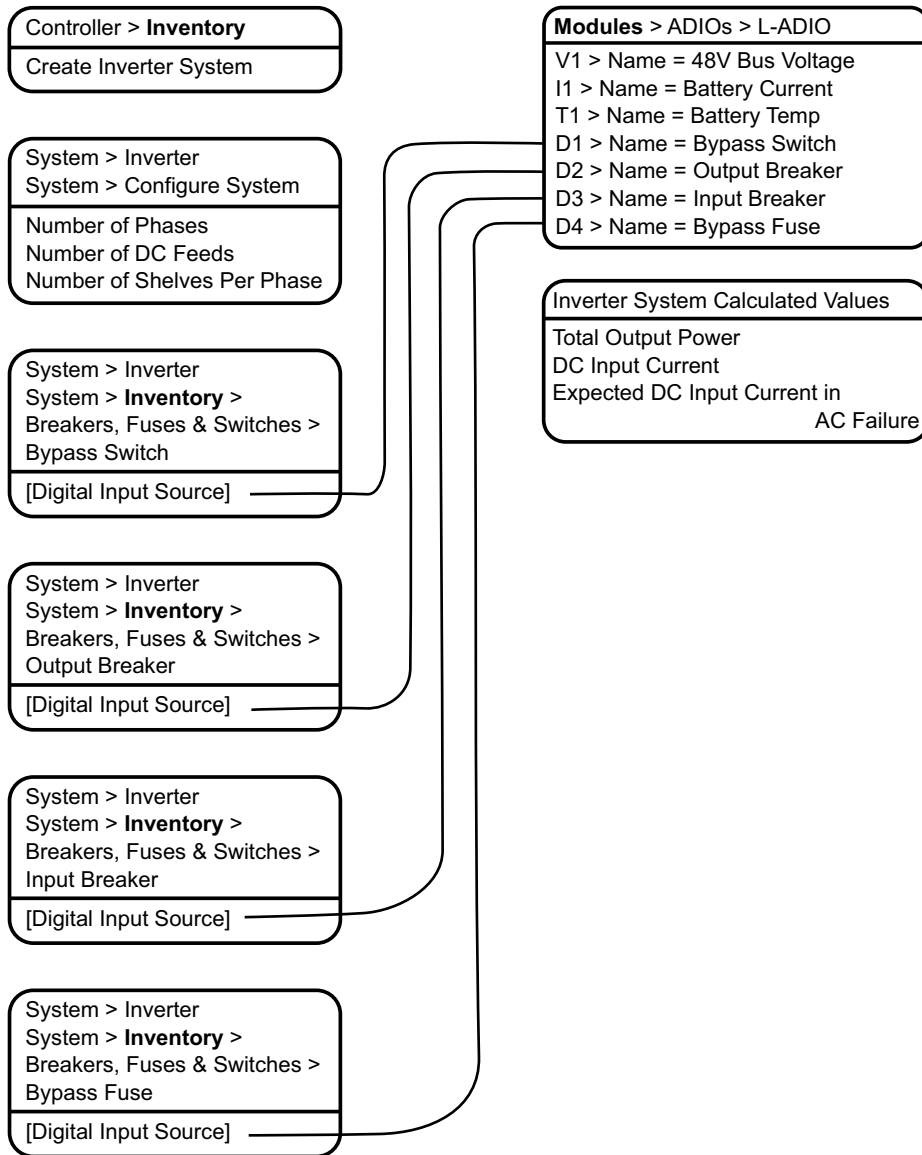 Controller > Inventory
Create Inverter System
System > Inverter
System > Configure System
Number of Phases
Number of DC Feeds
Number of Shelves Per Phase
System > Inverter
System > Inventory >
Breakers, Fuses & Switches >
Bypass Switch
[Digital Input Source]
System > Inverter
System > Inventory >
Breakers, Fuses & Switches >
Output Breaker
[Digital Input Source]
System > Inverter
System > Inventory >
Breakers, Fuses & Switches >
Input Breaker
[Digital Input Source]
System > Inverter
System > Inventory >
Breakers, Fuses & Switches >
Bypass Fuse
[Digital Input Source]
Modules > ADIOs > L-ADIO
V1 > Name = 48V Bus Voltage
I1 > Name = Battery Current
T1 > Name = Battery Temp
D1 > Name = Bypass Switch
D2 > Name = Output Breaker
D3 > Name = Input Breaker
D4 > Name = Bypass Fuse
Inverter System Calculated Values
Total Output Power
DC Input Current
Expected DC Input Current in
AC Failure